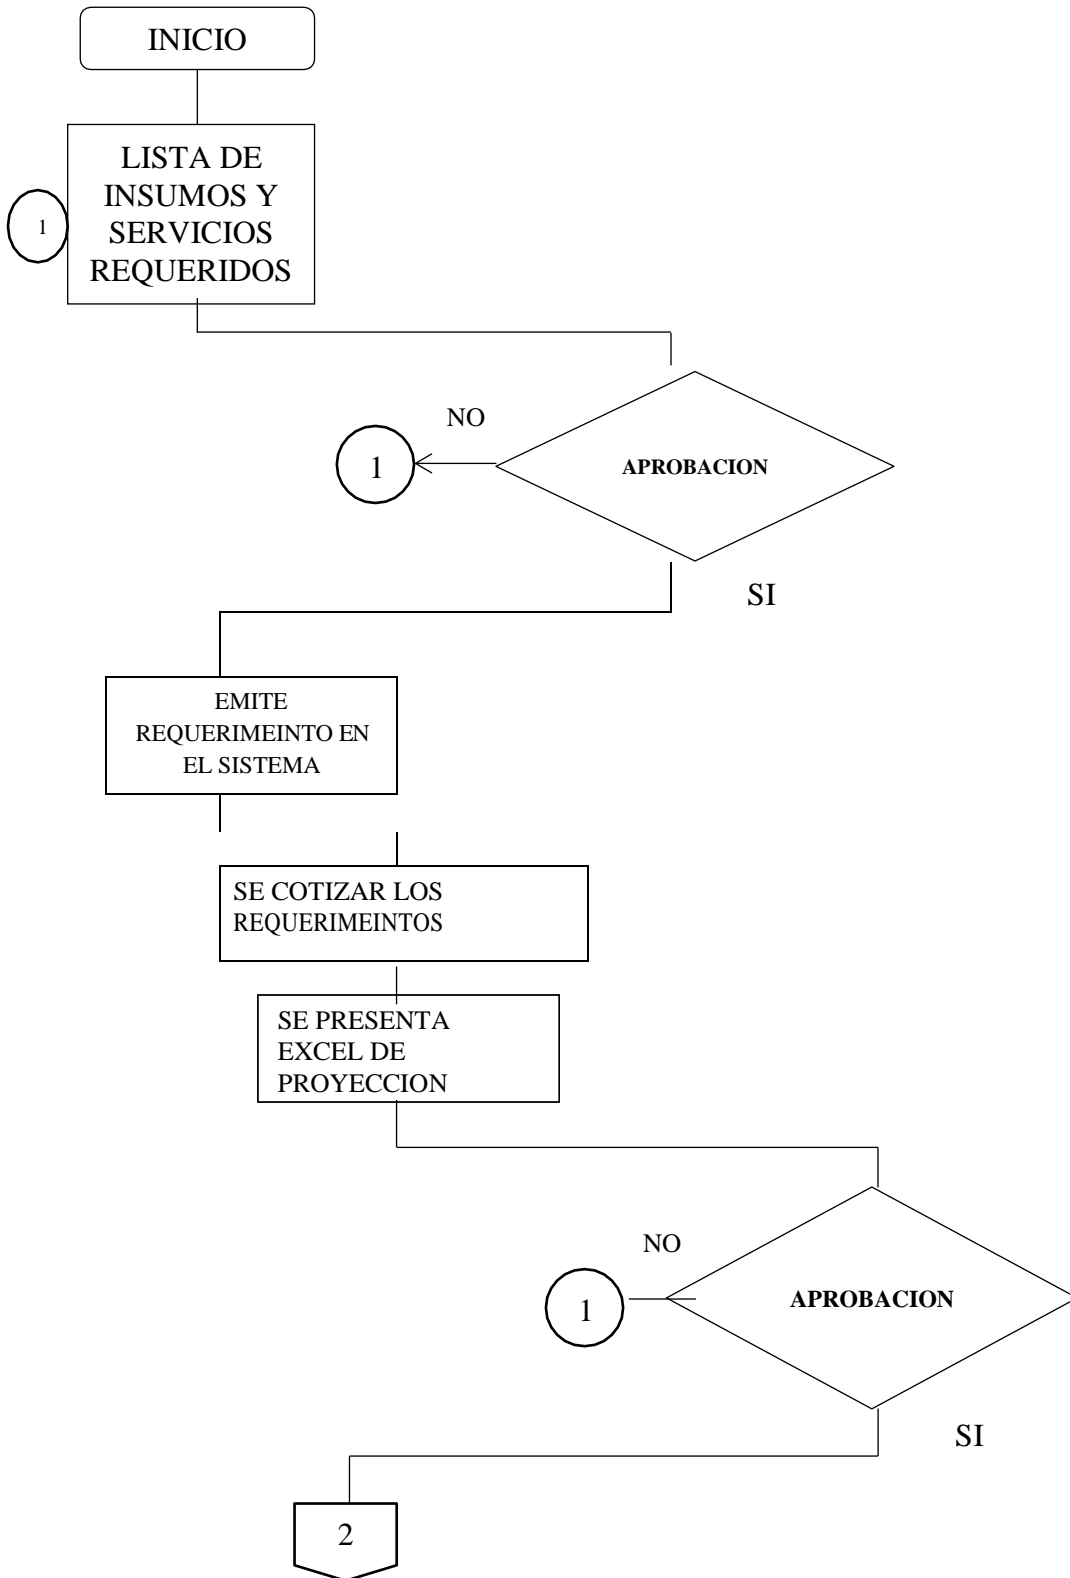 INICIO
LISTA DE
INSUMOS Y
SERVICIOS
REQUERIDOS
1
NO
1
APROBACION
SI
EMITE
REQUERIMEINTO EN
EL SISTEMA
SE COTIZAR LOS
REQUERIMEINTOS
SE PRESENTA
EXCEL DE
PROYECCION
NO
1
APROBACION
SI
2